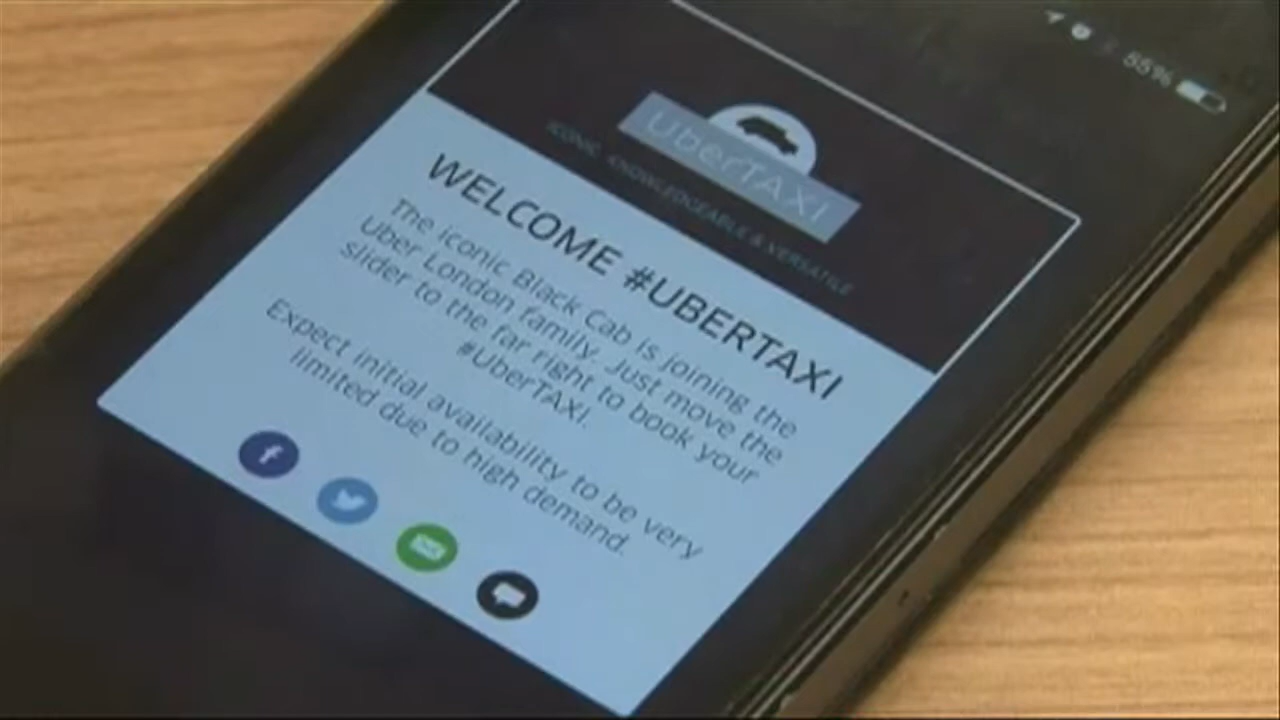 55%
UberTAXI
ICONIC, KNOWLEDGEABLE & VERSATILE
WELCOME #UBERTAXI
The iconic Black Cab is joining the
Uber London family. Just move the
slider to the far right to book your
#UberTAXI.
Expect initial availability to be very
limited due to high demand.